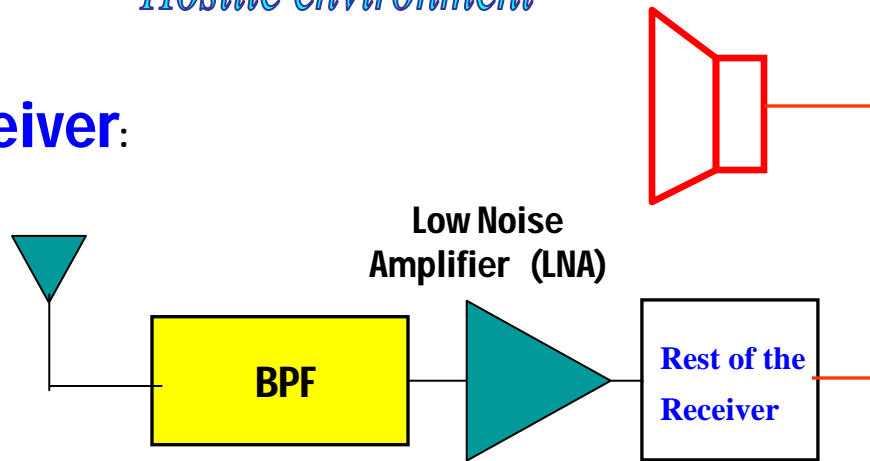 Hostile environment
eiver:
Low Noise
Amplifier (LNA)
BPF
Rest of the
Receiver